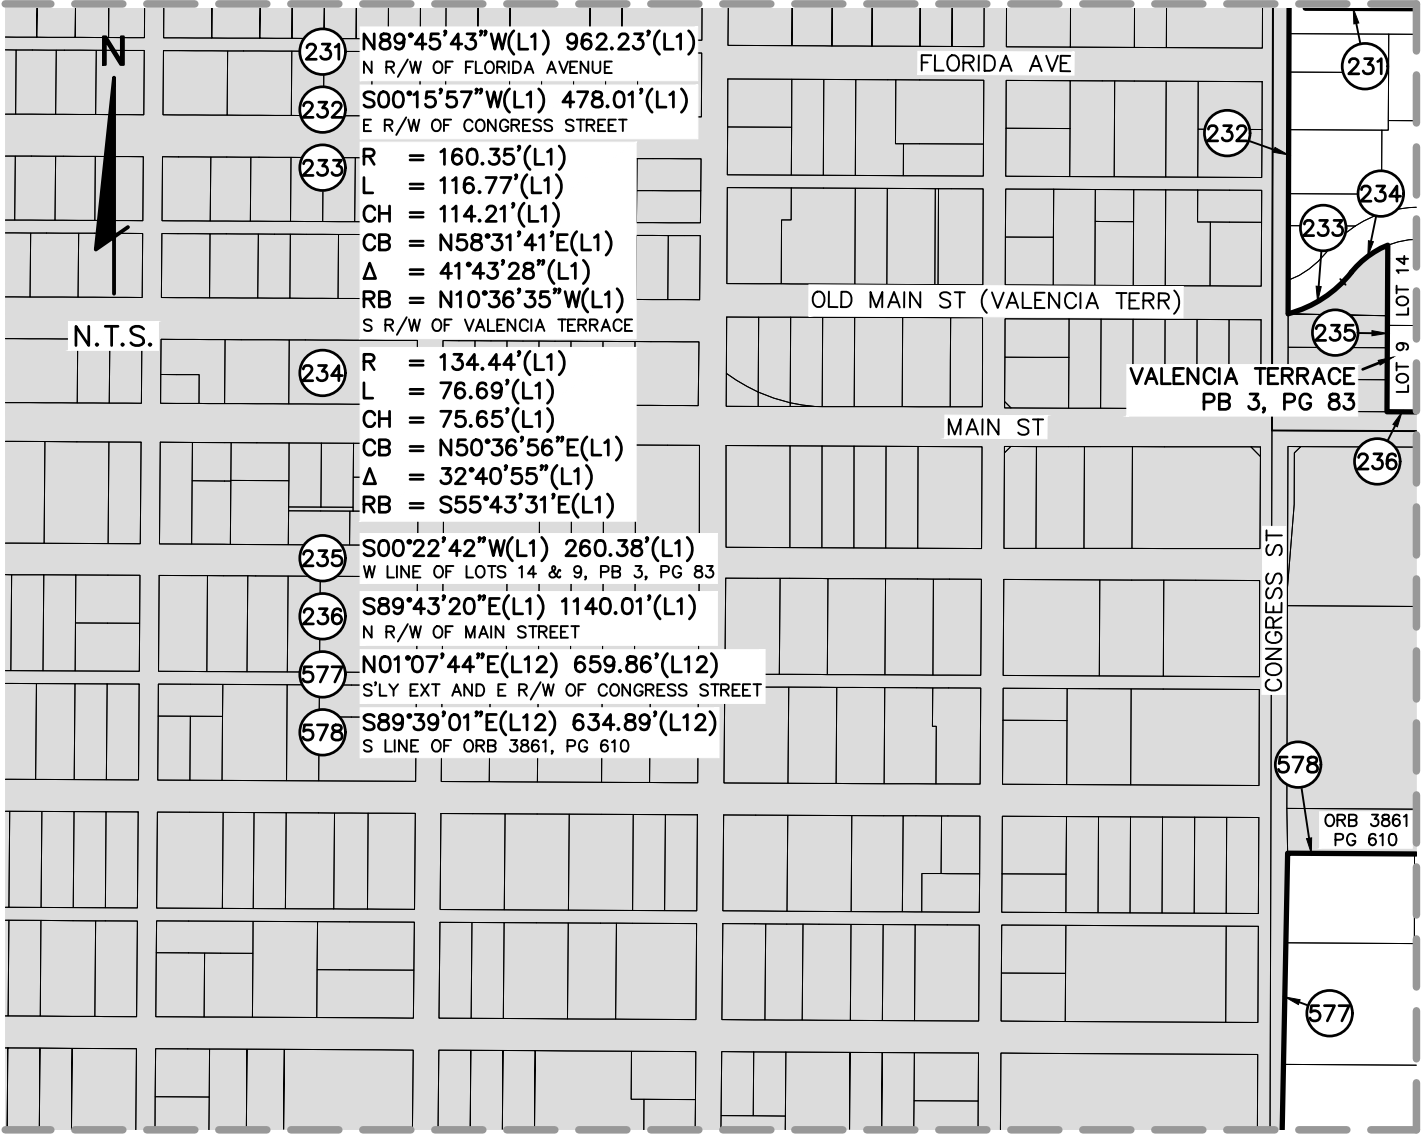 N
N.T.S.
231
N89°45'43"W(L1) 962.23'(L1)
N R/W OF FLORIDA AVENUE
232
S00°15'57"W(L1) 478.01'(L1)
E R/W OF CONGRESS STREET
233
R = 160.35'(L1)
L = 116.77'(L1)
CH = 114.21'(L1)
CB = N58°31'41'E(L1)
Δ = 41°43'28"(L1)
RB = N10°36'35"W(L1)
S R/W OF VALENCIA TERRACE
234
R = 134.44'(L1)
L = 76.69'(L1)
CH = 75.65'(L1)
CB = N50°36'56"E(L1)
Δ = 32°40'55"(L1)
RB = S55°43'31'E(L1)
235
S00°22'42"W(L1) 260.38'(L1)
W LINE OF LOTS 14 & 9, PB 3, PG 83
236
S89°43'20"E(L1) 1140.01'(L1)
N R/W OF MAIN STREET
577
N01°07'44"E(L12) 659.86'(L12)
S'LY EXT AND E R/W OF CONGRESS STREET
578
S89°39'01"E(L12) 634.89'(L12)
S LINE OF ORB 3861, PG 610
FLORIDA AVE
OLD MAIN ST (VALENCIA TERR)
MAIN ST
CONGRESS ST
231
232
234
233
LOT 14
235
LOT 9
VALENCIA TERRACE
PB 3, PG 83
236
578
ORB 3861
PG 610
577